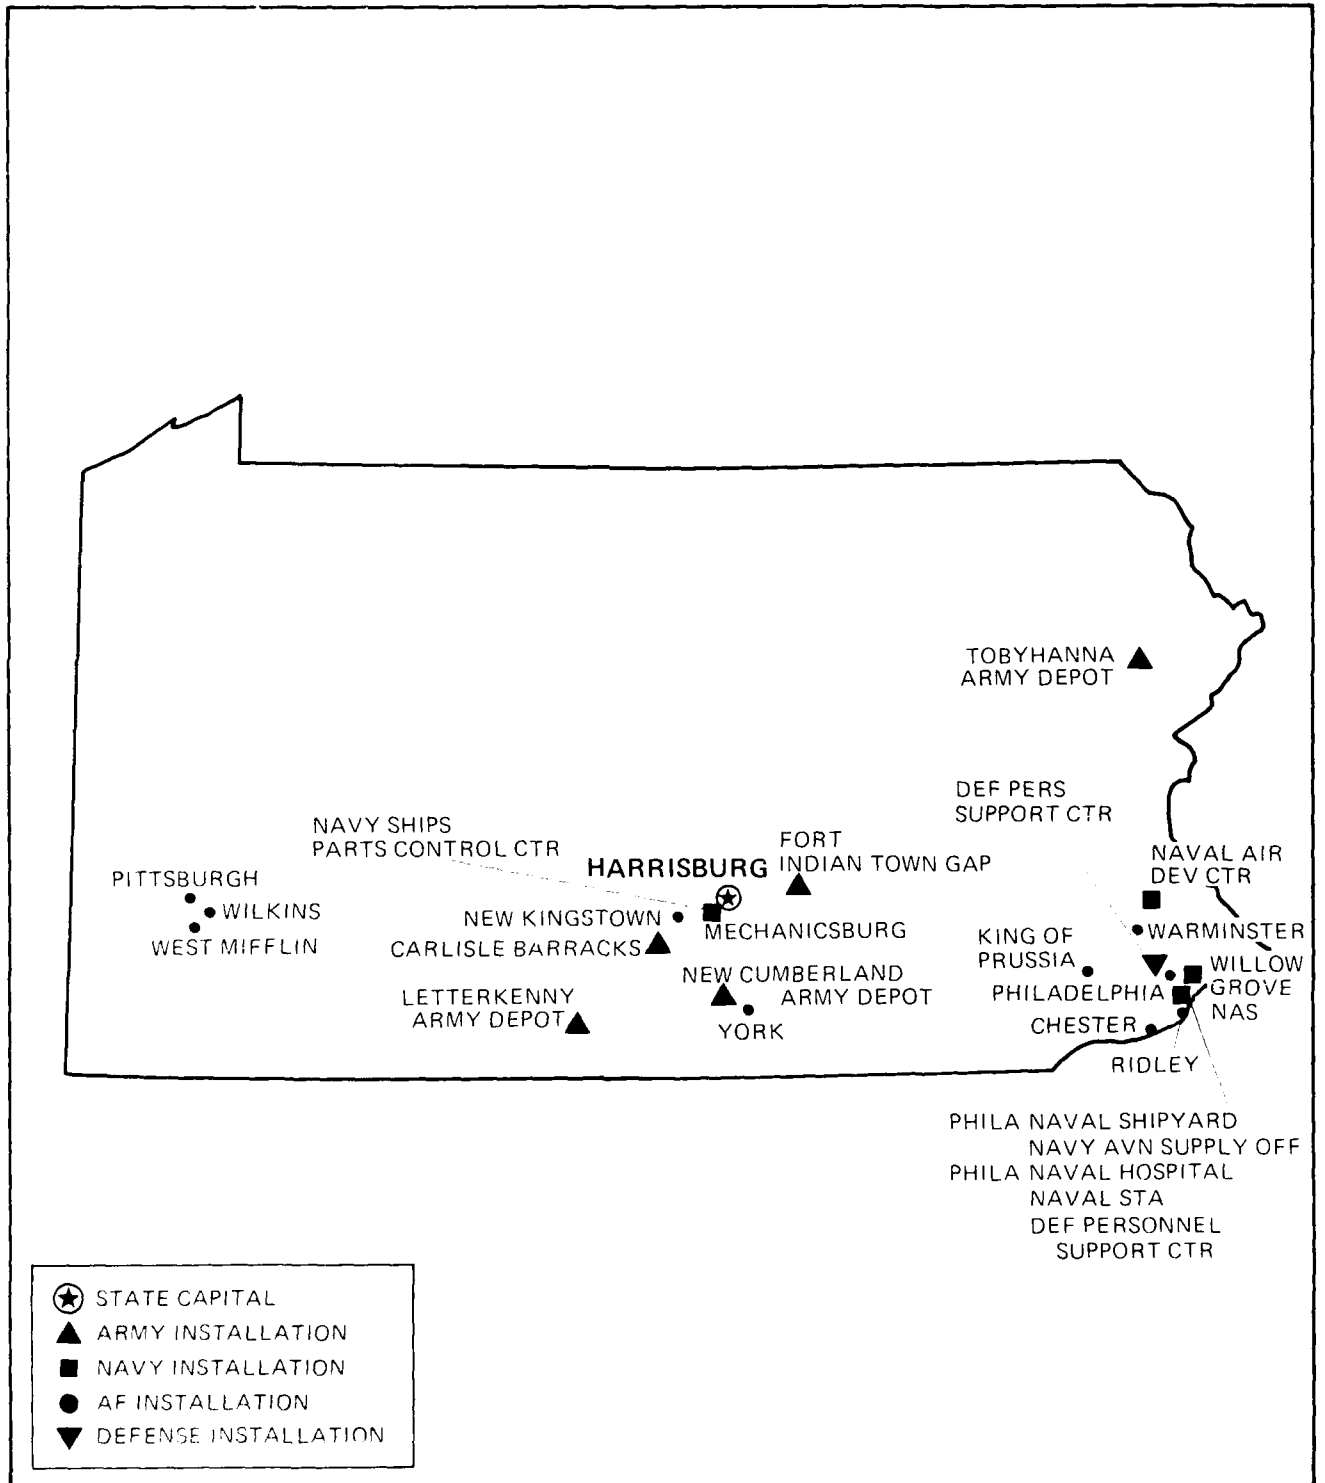 TOBYHANNA
ARMY DEPOT
DEF PERS
SUPPORT CTR
NAVY SHIPS
PARTS CONTROL CTR
HARRISBURG
FORT
INDIAN TOWN GAP
NAVAL AIR
DEV CTR
PITTSBURGH
WILKINS
WEST MIFFLIN
NEW KINGSTOWN
MECHANICSBURG
CARLISLE BARRACKS
WARMINSTER
KING OF
PRUSSIA
WILLOW
GROVE
NAS
NEW CUMBERLAND
ARMY DEPOT
PHILADELPHIA
LETTERKENNY
ARMY DEPOT
YORK
CHESTER
RIDLEY
PHILA NAVAL SHIPYARD
NAVY AVN SUPPLY OFF
PHILA NAVAL HOSPITAL
NAVAL STA
DEF PERSONNEL
SUPPORT CTR
STATE CAPITAL
ARMY INSTALLATION
NAVY INSTALLATION
AF INSTALLATION
DEFENSE INSTALLATION